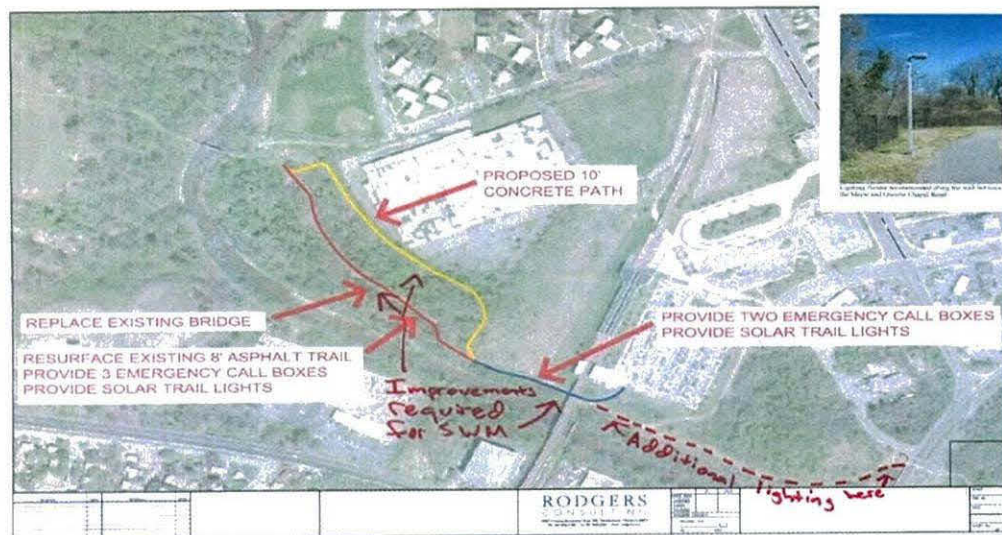 PROPOSED 10'
CONCRETE PATH
REPLACE EXISTING BRIDGE
RESURFACE EXISTING 8' ASPHALT TRAIL
PROVIDE 3 EMERGENCY CALL BOXES
PROVIDE SOLAR TRAIL LIGHTS
PROVIDE TWO EMERGENCY CALL BOXES
PROVIDE SOLAR TRAIL LIGHTS
Improvements
required
for SWM
Additional lighting here
RODGERS
CONSULTING